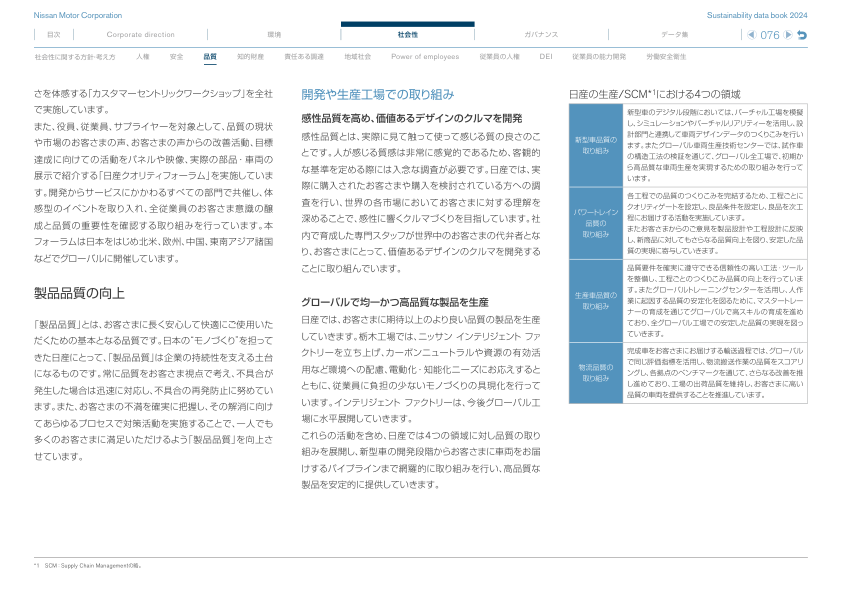 Nissan Motor Corporation
Sustainability data book 2024
目次
Corporate direction
環境
社会性
ガバナンス
データ集
076
社会性に関する方針・考え方
人権
安全
品質
知的財産
責任ある調達
地域社会
Power of employees
従業員の人権
DEI
従業員の能力開発
労働安全衛生
さを体感する「カスタマーセントリックワークショップ」を全社
で実施しています。
また、役員、従業員、サプライヤーを対象として、品質の現状
や市場のお客さまの声、お客さまの声からの改善活動、目標
達成に向けての活動をパネルや映像、実際の部品・車両の
展示で紹介する「日産クオリティフォーラム」を実施していま
す。開発からサービスにかかわるすべての部門で共催し、体
感型のイベントを取り入れ、全従業員のお客さま意識の醸
成と品質の重要性を確認する取り組みを行っています。本
フォーラムは日本をはじめ北米、欧州、中国、東南アジア諸国
などでグローバルに開催しています。
製品品質の向上
「製品品質」とは、お客さまに長く安心して快適にご使用いた
だくための基本となる品質です。日本の“モノづくり”を担って
きた日産にとって、「製品品質」は企業の持続性を支える土台
になるものです。常に品質をお客さま視点で考え、不具合が
発生した場合は迅速に対応し、不具合の再発防止に努めてい
ます。また、お客さまの不満を確実に把握し、その解消に向け
てあらゆるプロセスで対策活動を実施することで、一人でも
多くのお客さまに満足いただけるよう「製品品質」を向上さ
せています。
開発や生産工場での取り組み
感性品質を高め、価値あるデザインのクルマを開発
感性品質とは、実際に見て触って使って感じる質の良さのこ
とです。人が感じる質感は非常に感覚的であるため、客観的
な基準を定める際には入念な調査が必要です。日産では、実
際に購入されたお客さまや購入を検討されている方への調
査を行い、世界の各市場においてお客さまに対する理解を
深めることで、感性に響くクルマづくりを目指しています。社
内で育成した専門スタッフが世界中のお客さまの代弁者とな
り、お客さまにとって、価値あるデザインのクルマを開発する
ことに取り組んでいます。
グローバルで均一かつ高品質な製品を生産
日産では、お客さまに期待以上のより良い品質の製品を生産
していきます。栃木工場では、ニッサン インテリジェント ファ
クトリーを立ち上げ、カーボンニュートラルや資源の有効活
用など環境への配慮、電動化・知能化ニーズにお応えすると
ともに、従業員に負担の少ないモノづくりの具現化を行って
います。インテリジェント ファクトリーは、今後グローバル工
場に水平展開していきます。
これらの活動を含め、日産では4つの領域に対し品質の取り
組みを展開し、新型車の開発段階からお客さまに車両をお届
けするパイプラインまで網羅的に取り組みを行い、高品質な
製品を安定的に提供していきます。
日産の生産/SCM*1における4つの領域
新型車品質の
取り組み
新型車のデジタル段階においては、バーチャル工場を模擬
し、シミュレーションやバーチャルリアリティーを活用し、設
計部門と連携して車両デザインデータのつくりこみを行いま
す。またグローバル車両生産技術センターでは、試作車
の構造工法の検証を通じて、グローバル全工場で、初期か
ら高品質な車両生産を実現するための取り組みを行って
います。
パワートレイン
品質の
取り組み
各工程での品質のつくりこみを完結するため、工程ごとに
クオリティゲートを設定し、良品条件を設定し、良品を次工
程にお届けする活動を実施しています。
またお客さまからのご意見を製品設計や工程設計に反映
し、新商品に対してもさらなる品質向上を図り、安定した品
質の実現に寄与していきます。
生産車品質の
取り組み
品質要件を確実に遵守できる信頼性の高い工法・ツール
を整備し、工程ごとのつくりこみ品質の向上を行っていま
す。またグローバルトレーニングセンターを活用し、人作
業に起因する品質の安定化を図るために、マスタートレー
ナーの育成を通じてグローバルで高スキルの育成を進め
ており、全グローバル工場での安定した品質の実現を図っ
ていきます。
物流品質の
取り組み
完成車をお客さまにお届けする輸送過程では、グローバル
で同じ評価指標を活用し、物流搬送作業の品質をスコアリ
ングし、各拠点のベンチマークを通じて、さらなる改善を推
し進めており、工場の出荷品質を維持し、お客さまに高い
品質の車両を提供することを推進しています。
*1 SCM：Supply Chain Managementの略。